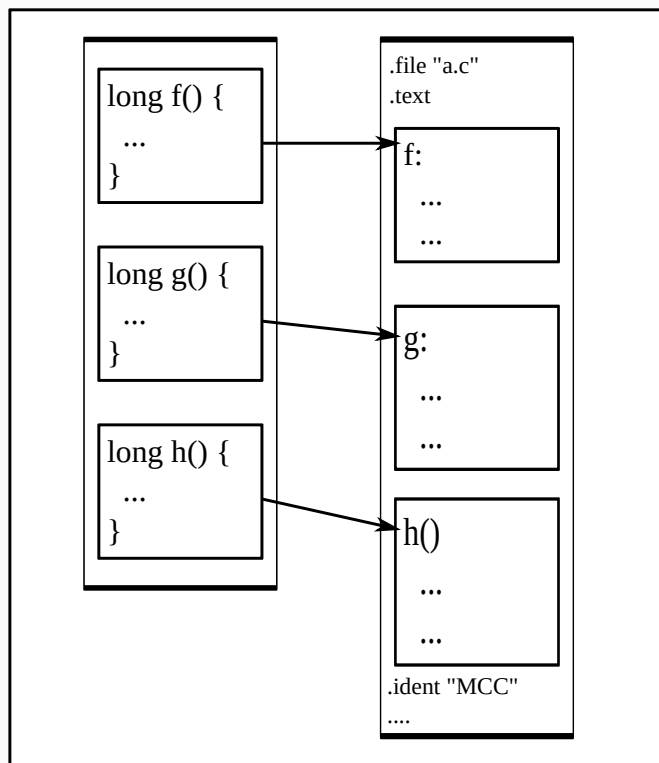 long f() {
...
}
long g() {
...
}
long h() {
...
}
.file "a.c"
.text
f:
...
...
g:
...
...
h()
...
...
.ident "MCC"
....